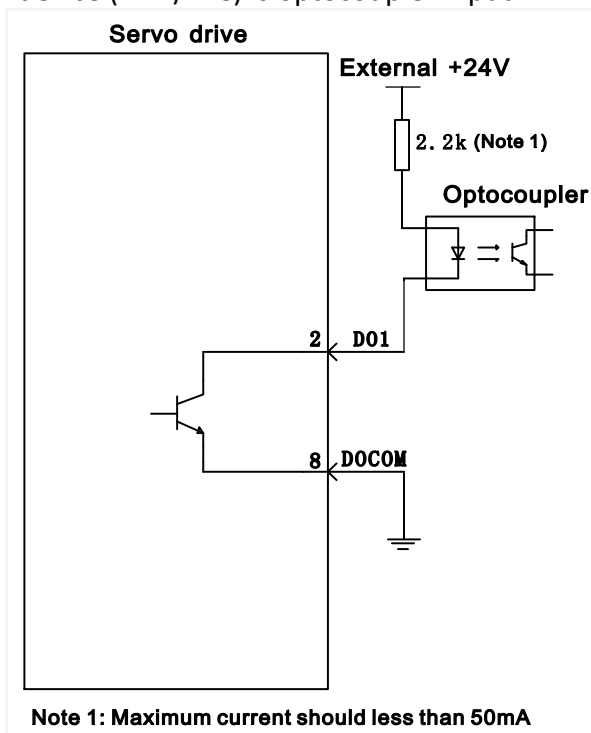 Servo drive
External +24V
2.2k (Note 1)
Optocoupler
2 DO1
8 DOCOM
Note 1: Maximum current should less than 50mA